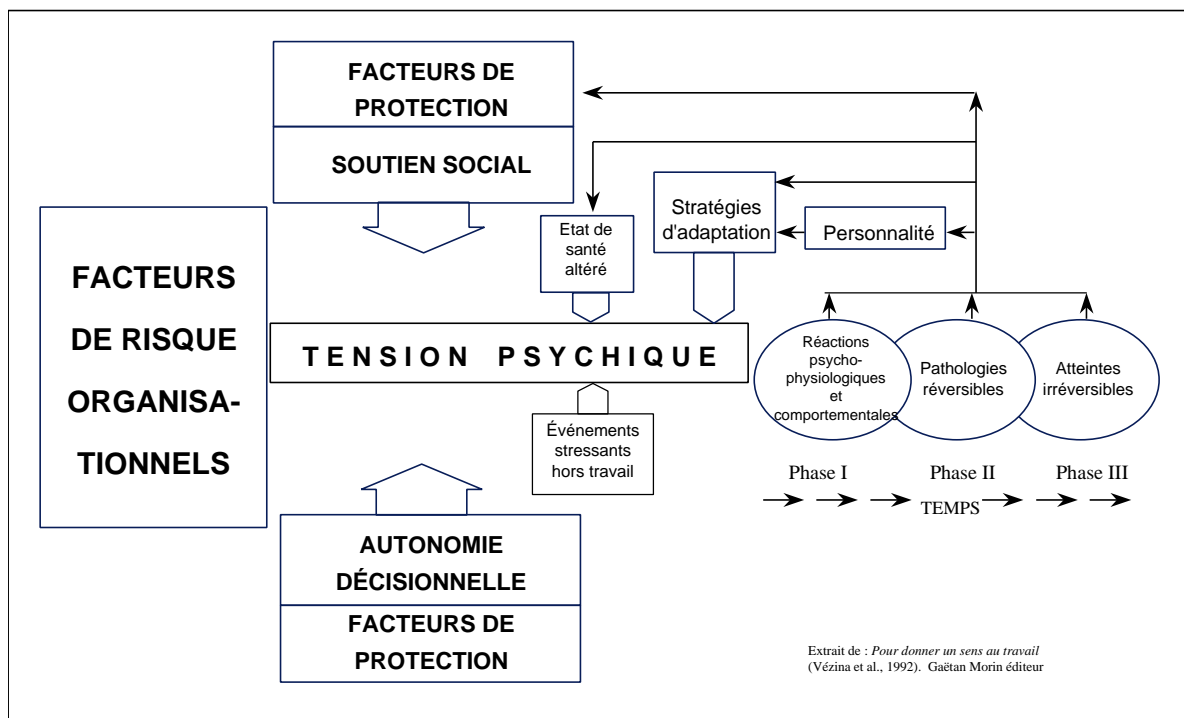 FACTEURS DE
PROTECTION
SOUTIEN SOCIAL
FACTEURS
DE RISQUE
ORGANISA-
TIONNELS
Etat de
santé
altéré
Stratégies
d'adaptation
Personnalité
TENSION PSYCHIQUE
Événements
stressants
hors travail
Réactions
psycho-
physiologiques
et
comportementales
Pathologies
réversibles
Atteintes
irréversibles
Phase I
Phase II
Phase III
TEMPS
AUTONOMIE
DÉCISIONNELLE
FACTEURS DE
PROTECTION
Extrait de : Pour donner un sens au travail
(Vézina et al., 1992). Gaëtan Morin éditeur